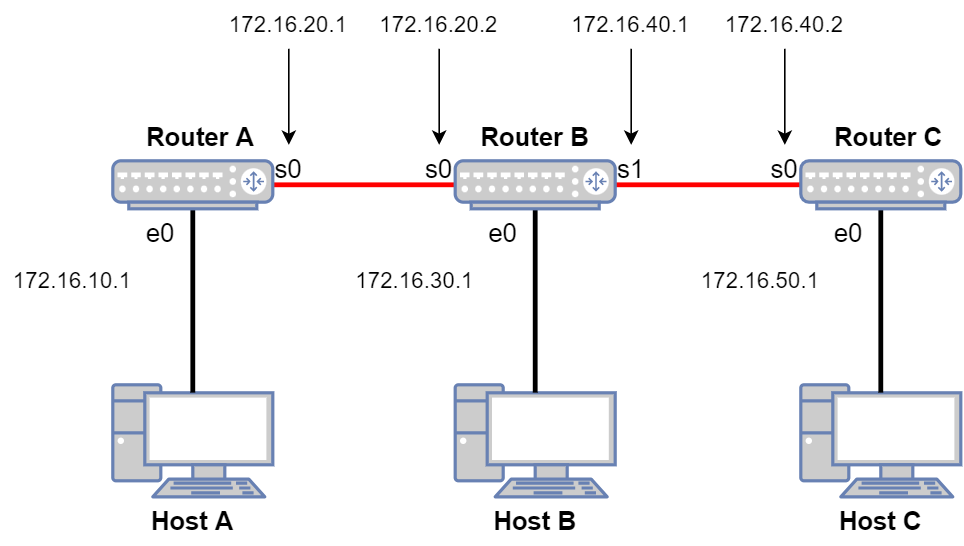 172.16.20.1
172.16.20.2
172.16.40.1
172.16.40.2
Router A
Router B
Router C
s0
s0
s1
s0
e0
e0
e0
172.16.10.1
172.16.30.1
172.16.50.1
Host A
Host B
Host C